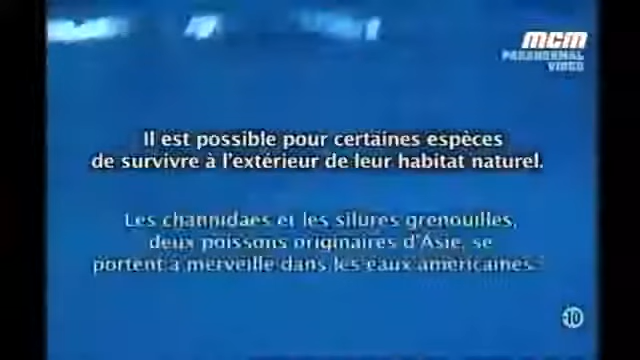 mcm
PARANORMAL
VIDEO
Il est possible pour certaines espèces
de survivre à l'extérieur de leur habitat naturel.
Les channidaes et les silures grenouilles,
deux poissons originaires d'Asie, se
portent a merveille dans les eaux américaines.
-10